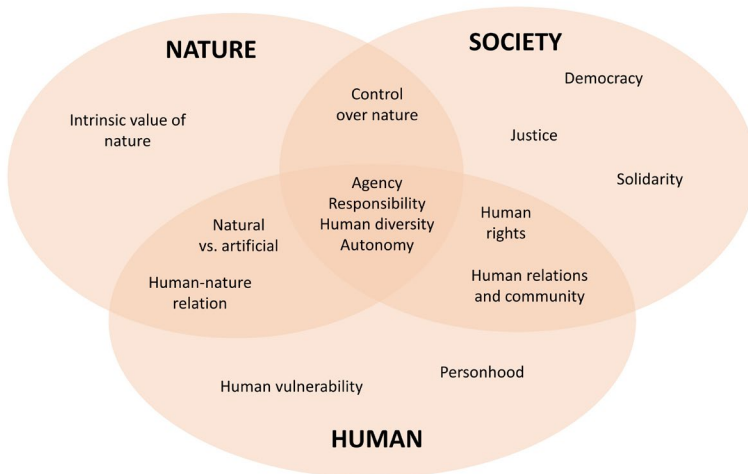 NATURE
SOCIETY
Democracy
Control
over nature
Intrinsic value of
nature
Justice
Solidarity
Agency
Responsibility
Human diversity
Autonomy
Human
rights
Natural
vs. artificial
Human relations
and community
Human-nature
relation
Personhood
Human vulnerability
HUMAN